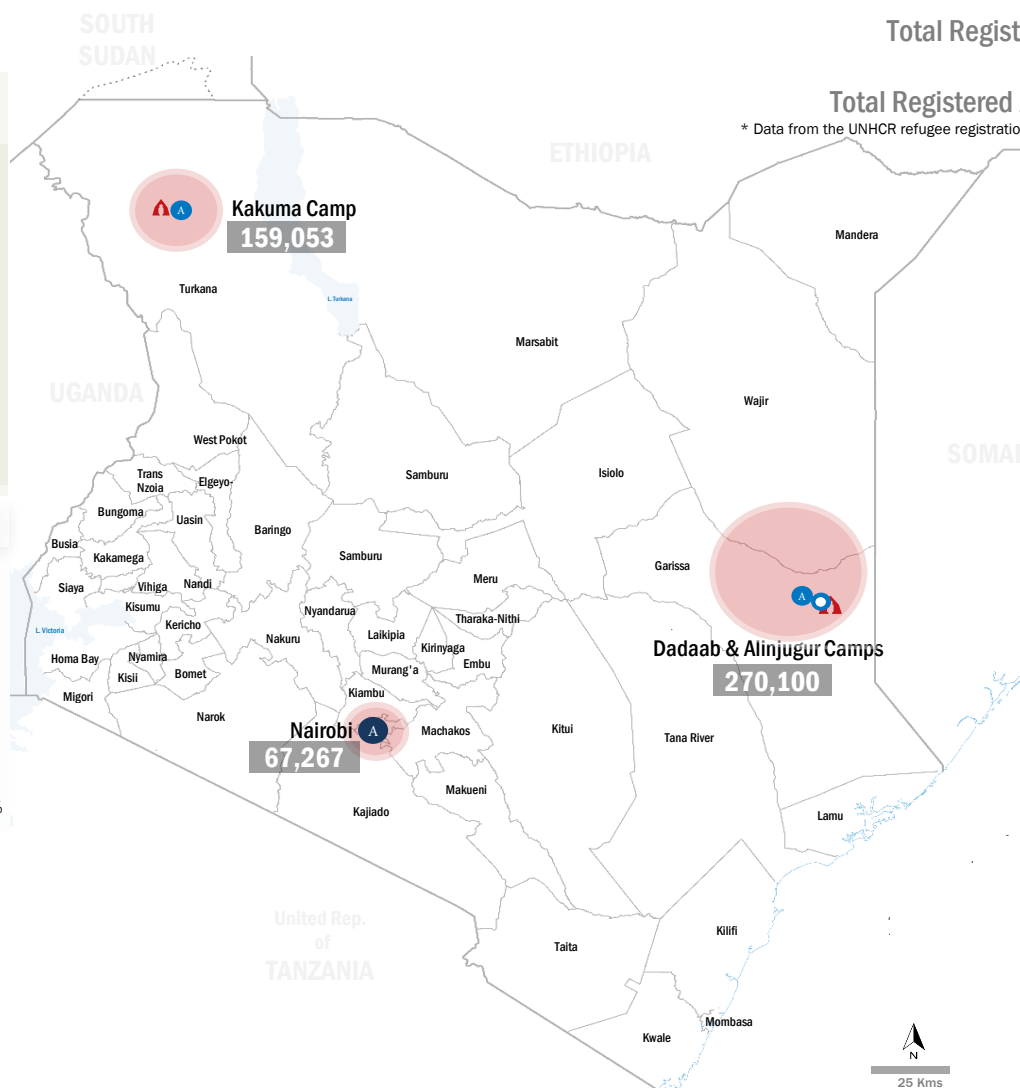 SOUTH
SUDAN
Total Regist
Total Registered
* Data from the UNHCR refugee registratio
ETHIOPIA
Kakuma Camp
159,053
A
Mandera
Turkana
L. Turkana
Marsabit
UGANDA
Wajir
West Pokot
SOMAL
Trans
Nzoia
Elgeyo-
Samburu
Isiolo
Bungoma
Uasin
Baringo
Busia
Kakamega
Samburu
Garissa
Siaya
Vihiga
Nandi
Meru
A
Kisumu
Nyandarua
Tharaka-Nithi
L. Victoria
Kericho
Nakuru
Laikipia
Kirinyaga
Dadaab & Alinjugur Camps
270,100
Homa Bay
Nyamira
Embu
Kisii
Bomet
Murang'a
Migori
Kiambu
Narok
Nairobi
A
67,267
Machakos
Kitui
Tana River
Makueni
Kajiado
Lamu
United Rep.
of
TANZANIA
Taita
Kilifi
Kwale
Mombasa
N
25 Kms